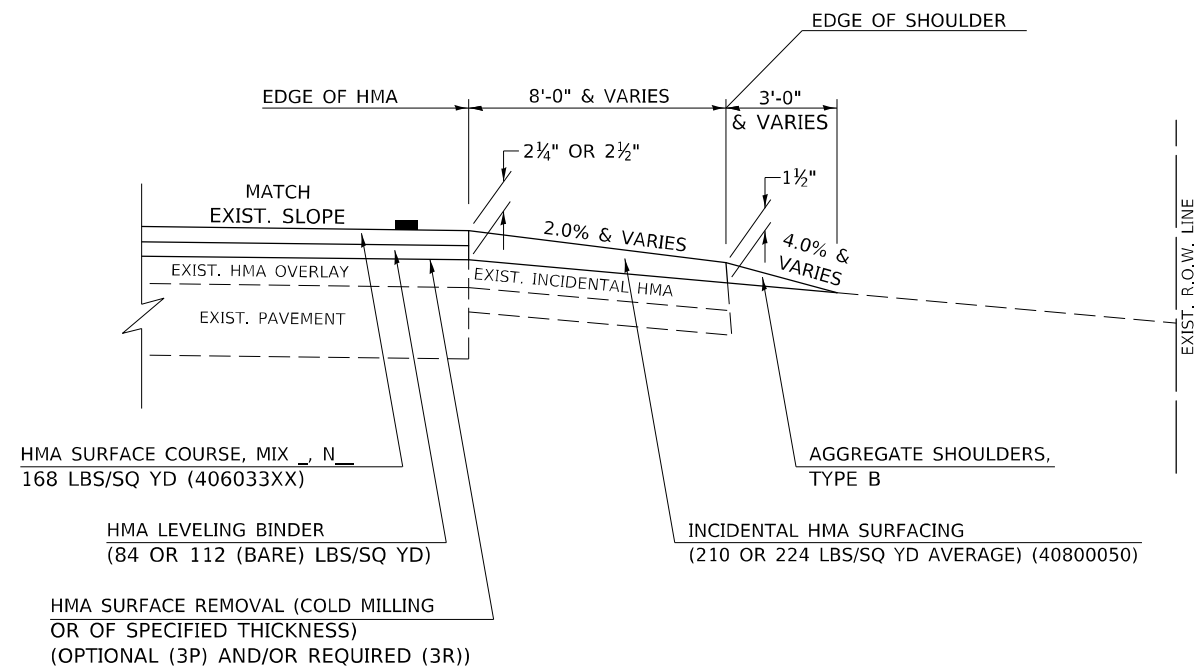 EDGE OF SHOULDER
EDGE OF HMA
8'-0" & VARIES
3'-0"
& VARIES
2¼" OR 2½"
1½"
MATCH
EXIST. SLOPE
2.0% & VARIES
4.0% &
VARIES
EXIST. HMA OVERLAY
EXIST. INCIDENTAL HMA
EXIST. PAVEMENT
EXIST. R.O.W. LINE
HMA SURFACE COURSE, MIX _, N__
168 LBS/SQ YD (406033XX)
AGGREGATE SHOULDERS,
TYPE B
HMA LEVELING BINDER
(84 OR 112 (BARE) LBS/SQ YD)
INCIDENTAL HMA SURFACING
(210 OR 224 LBS/SQ YD AVERAGE) (40800050)
HMA SURFACE REMOVAL (COLD MILLING
OR OF SPECIFIED THICKNESS)
(OPTIONAL (3P) AND/OR REQUIRED (3R))